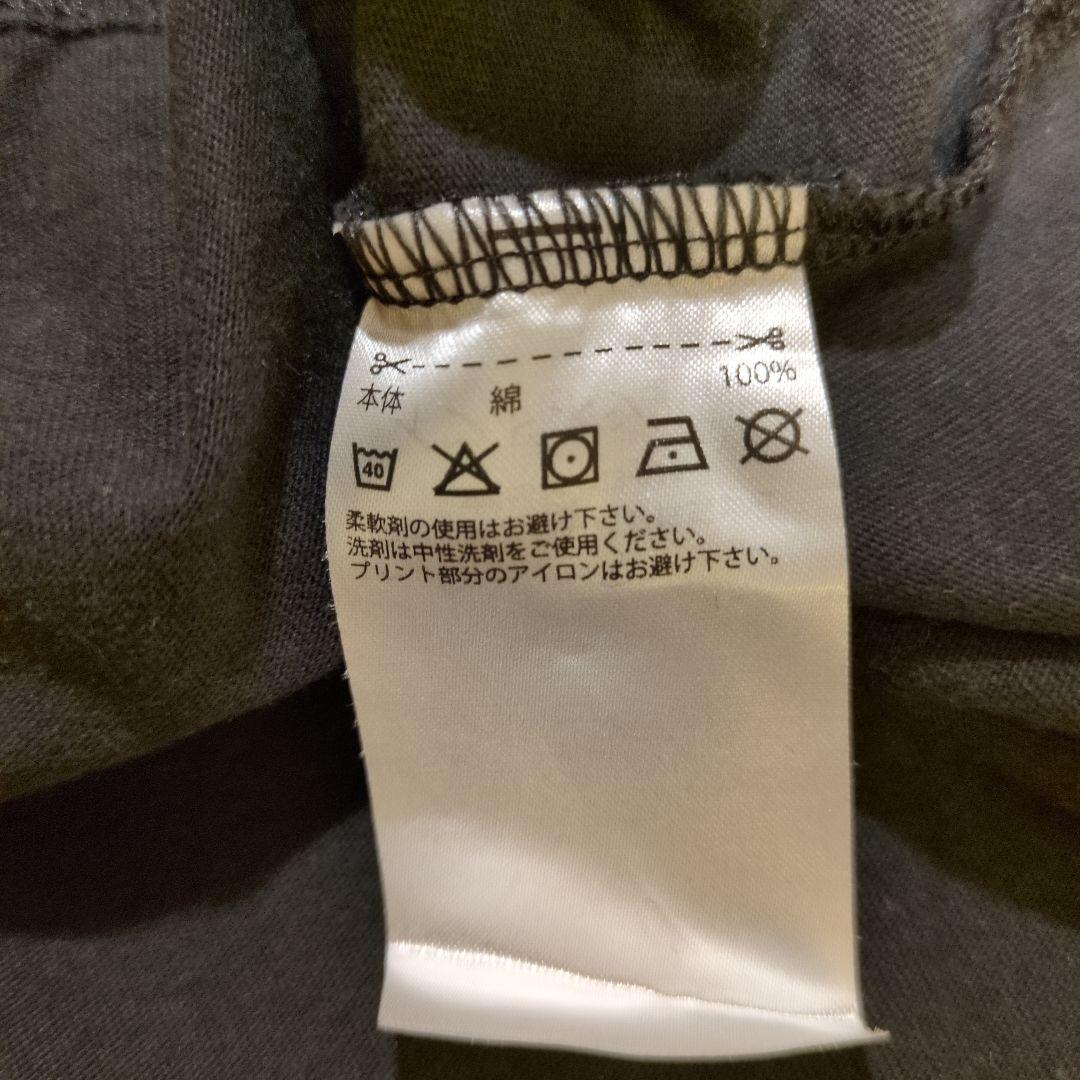 本体 綿 100%
40
柔軟剤の使用はお避け下さい。
洗剤は中性洗剤をご使用ください。
プリント部分のアイロンはお避け下さい。